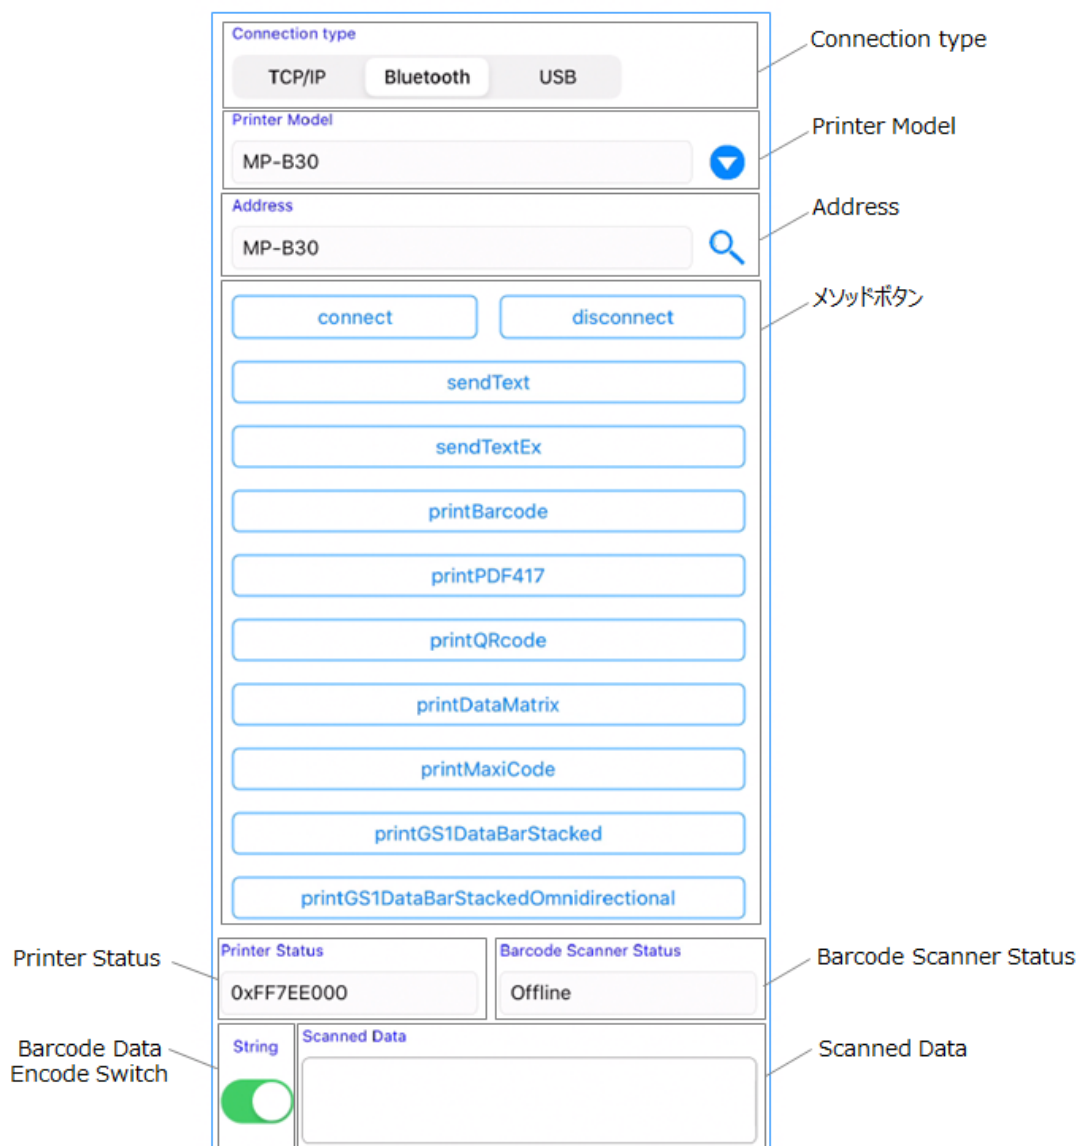 Connection type
Connection type
TCP/IP Bluetooth USB
Printer Model
Printer Model
MP-B30
Address
Address
MP-B30
メソッドボタン
connect disconnect
sendText
sendTextEx
printBarcode
printPDF417
printQRcode
printDataMatrix
printMaxiCode
printGS1DataBarStacked
printGS1DataBarStackedOmnidirectional
Printer Status
Printer Status
Barcode Scanner Status
Barcode Scanner Status
0xFF7EE000
Offline
Barcode Data
Encode Switch
String
Scanned Data
Scanned Data